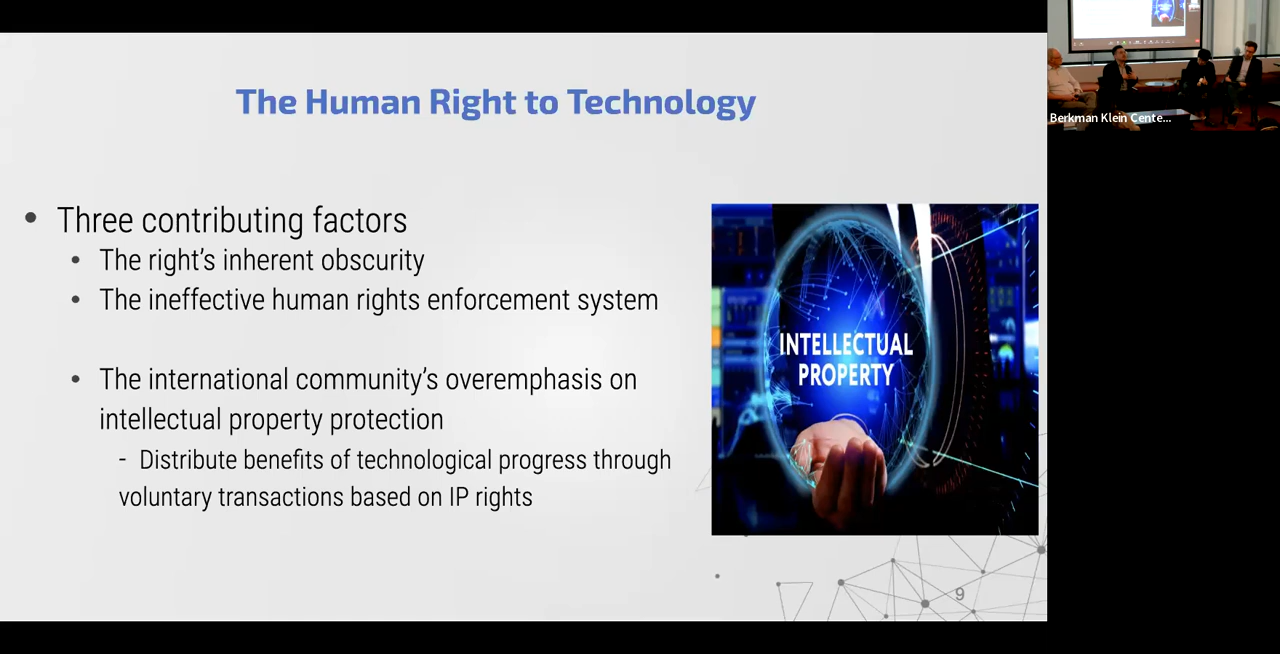 The Human Right to Technology
• Three contributing factors
• The right's inherent obscurity
• The ineffective human rights enforcement system
• The international community's overemphasis on
intellectual property protection
- Distribute benefits of technological progress through
voluntary transactions based on IP rights
INTELLECTUAL
PROPERTY
9
Berkman Klein Cente...